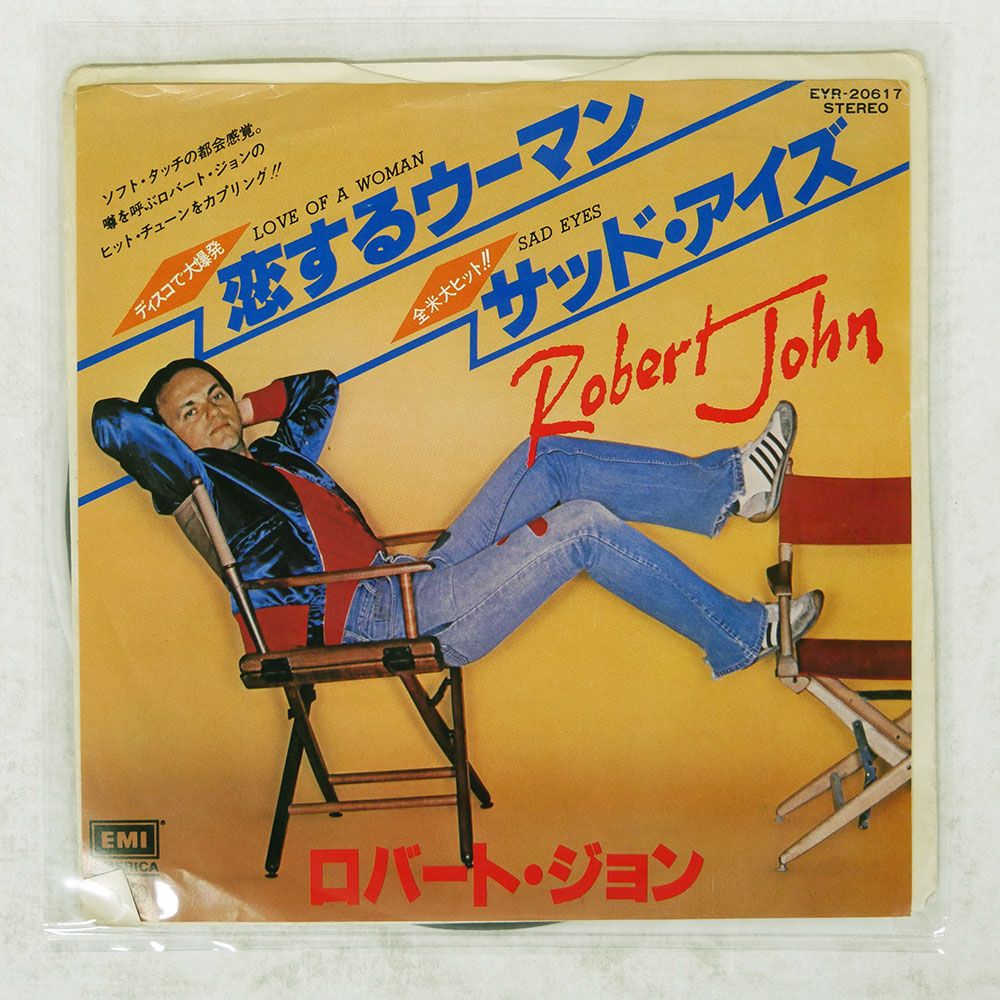 EYR-20617
STEREO
ソフト・タッチの都会感覚。
噂を呼ぶロバート・ジョンの
ヒット・チューンをカプリング!!
ディスコで大爆発
LOVE OF A WOMAN
恋するウーマン
全米大ヒット!!
SAD EYES
サッド・アイズ
Robert John
EMI
ロバート・ジョン